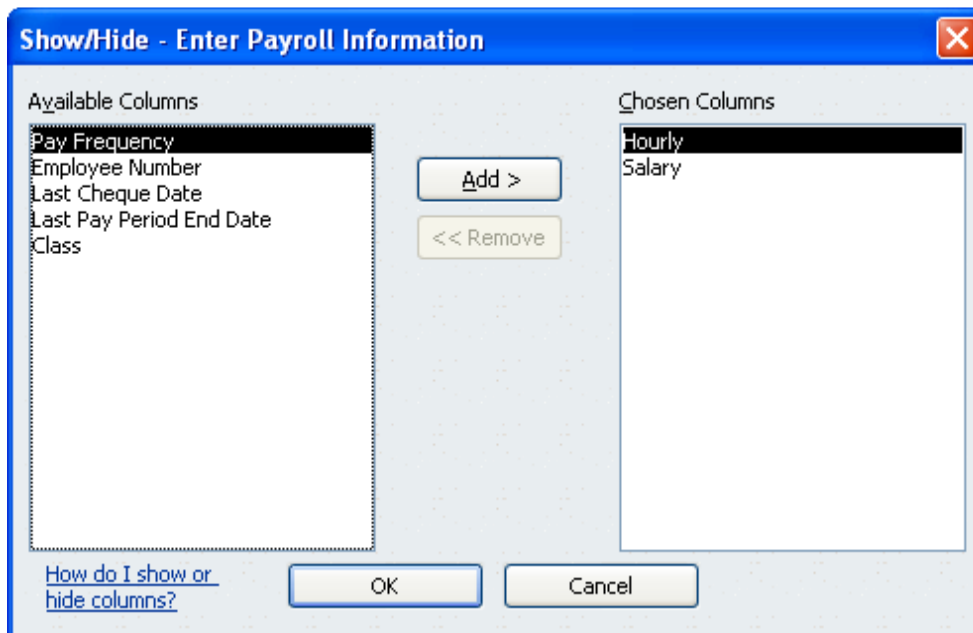 Show/Hide - Enter Payroll Information
Available Columns
Pay Frequency
Employee Number
Last Cheque Date
Last Pay Period End Date
Class
Add >
<< Remove
Chosen Columns
Hourly
Salary
How do I show or
hide columns?
OK
Cancel